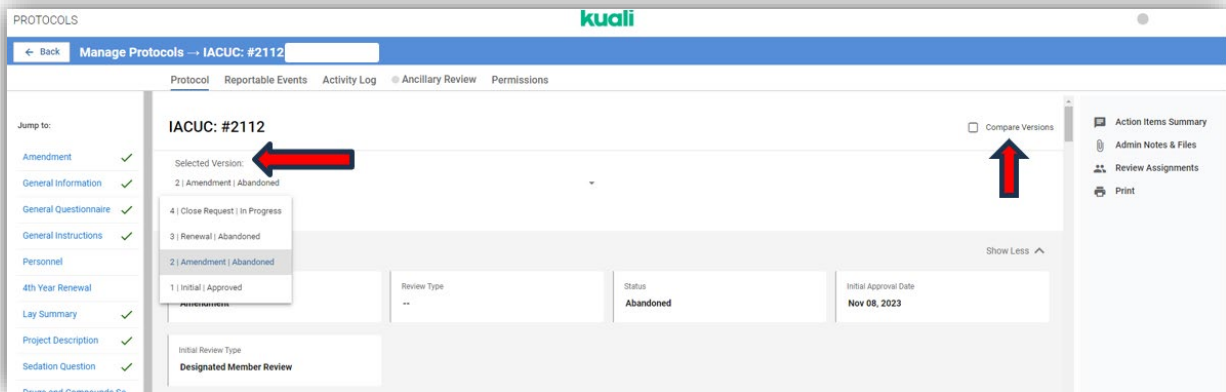 PROTOCOLS
kuali
← Back Manage Protocols → IACUC: #2112
Protocol Reportable Events Activity Log Ancillary Review Permissions
Jump to:
Amendment
General Information
General Questionnaire
General Instructions
Personnel
4th Year Renewal
Lay Summary
Project Description
Sedation Question
IACUC: #2112
Compare Versions
Selected Version:
2 | Amendment | Abandoned
4 | Close Request | In Progress
3 | Renewal | Abandoned
2 | Amendment | Abandoned
1 | Initial | Approved
Show Less
Amendment
Review Type
--
Status
Abandoned
Initial Approval Date
Nov 08, 2023
Initial Review Type
Designated Member Review
Action Items Summary
Admin Notes & Files
Review Assignments
Print